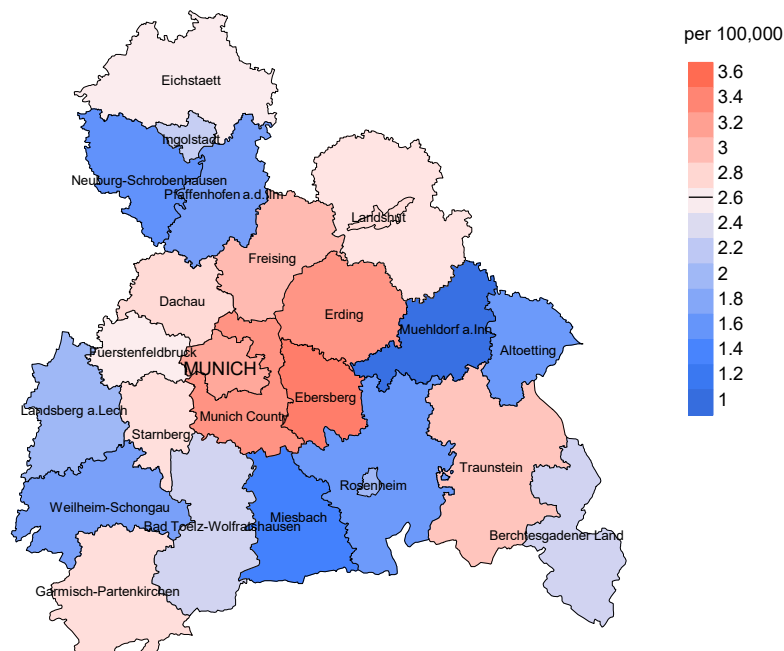 per 100,000
3.6
3.4
3.2
3
2.8
2.6
2.4
2.2
2
1.8
1.6
1.4
1.2
1
Eichstaett
Ingolstadt
Neuburg-Schrobenhausen
Pfaffenhofen a.d.Ilm
Landshut
Freising
Dachau
Erding
Muehldorf a.Inn
Altoetting
Fuerstenfeldbruck
MUNICH
Ebersberg
Landsberg a.Lech
Munich County
Starnberg
Traunstein
Rosenheim
Weilheim-Schongau
Miesbach
Bad Toelz-Wolfratshausen
Berchtesgadener Land
Garmisch-Partenkirchen